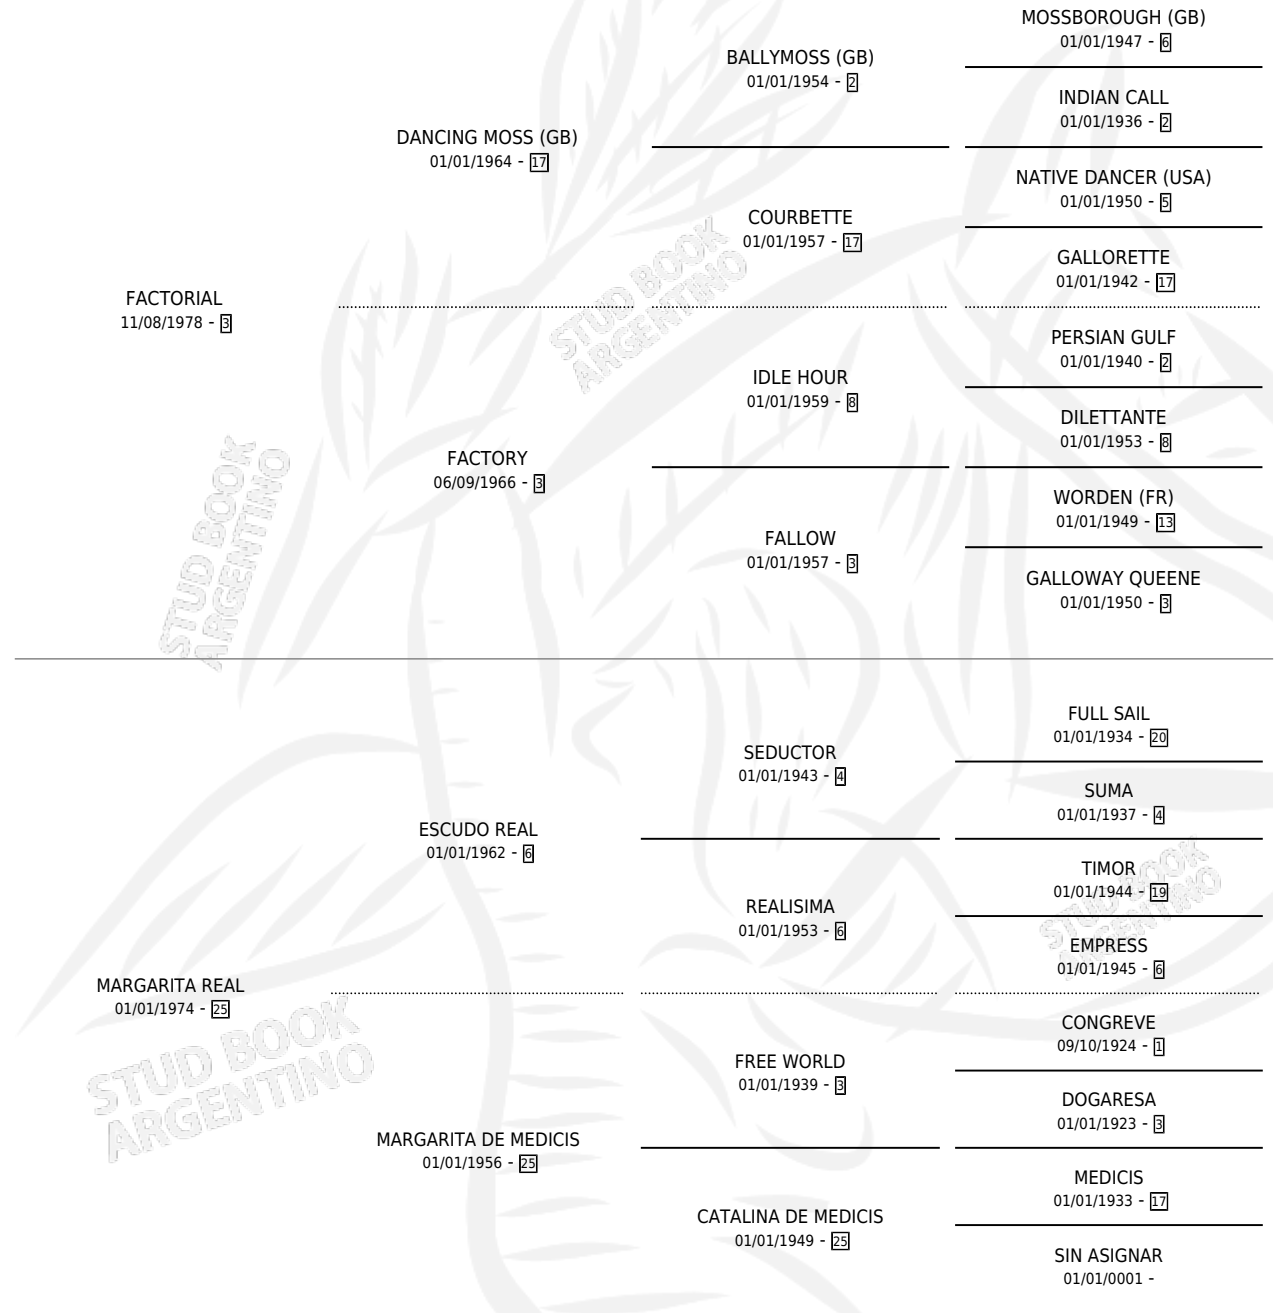 MOSSBOROUGH (GB)
01/01/1947 - 6
BALLYMOSS (GB)
01/01/1954 - 2
INDIAN CALL
01/01/1936 - 2
DANCING MOSS (GB)
01/01/1964 - 17
NATIVE DANCER (USA)
01/01/1950 - 5
COURBETTE
01/01/1957 - 17
GALLORETTE
01/01/1942 - 17
FACTORIAL
11/08/1978 - 3
PERSIAN GULF
01/01/1940 - 2
IDLE HOUR
01/01/1959 - 8
DILETTANTE
01/01/1953 - 8
FACTORY
06/09/1966 - 3
WORDEN (FR)
01/01/1949 - 13
FALLOW
01/01/1957 - 3
GALLOWAY QUEENE
01/01/1950 - 3
STUD BOOK
ARGENTINO
STUD BOOK
ARGENTINO
FULL SAIL
01/01/1934 - 20
SEDUCTOR
01/01/1943 - 4
SUMA
01/01/1937 - 4
ESCUDO REAL
01/01/1962 - 6
TIMOR
01/01/1944 - 19
REALISIMA
01/01/1953 - 6
EMPRESS
01/01/1945 - 6
MARGARITA REAL
01/01/1974 - 25
CONGREVE
09/10/1924 - 1
FREE WORLD
01/01/1939 - 3
DOGARESA
01/01/1923 - 3
MARGARITA DE MEDICIS
01/01/1956 - 25
MEDICIS
01/01/1933 - 17
CATALINA DE MEDICIS
01/01/1949 - 25
SIN ASIGNAR
01/01/0001 -
STUD BOOK
ARGENTINO
STUD BOOK
ARGENTINO